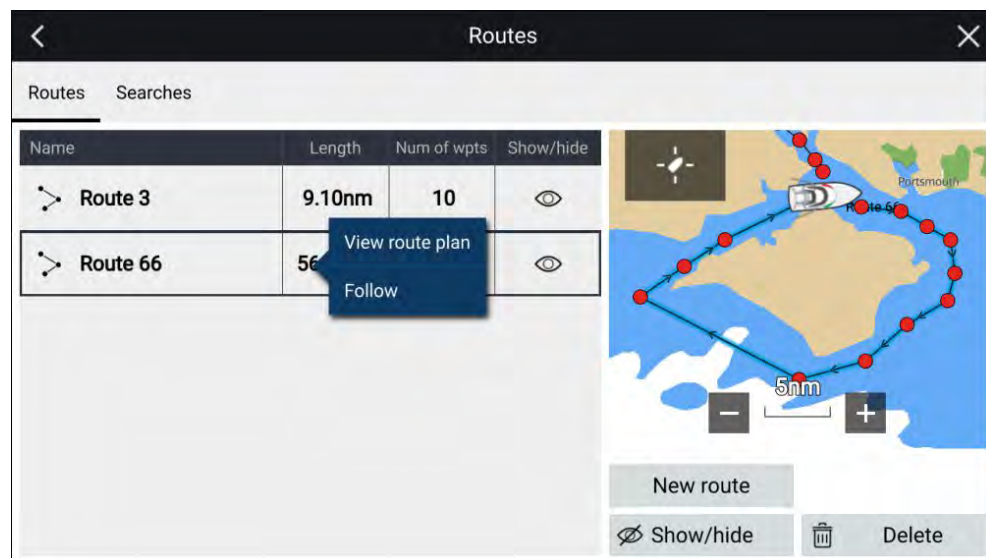 Routes
Routes Searches
Name Length Num of wpts Show/hide
Route 3 9.10nm 10
Route 66 56
View route plan
Follow
Portsmouth
Route 66
5nm
New route
Show/hide Delete